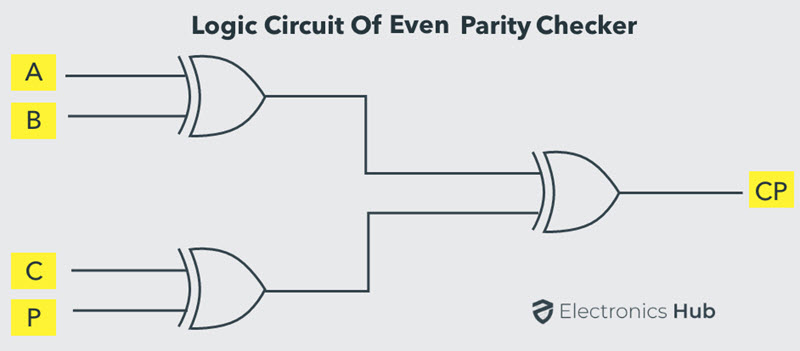 Logic Circuit Of Even Parity Checker
A
B
CP
C
P
Electronics Hub